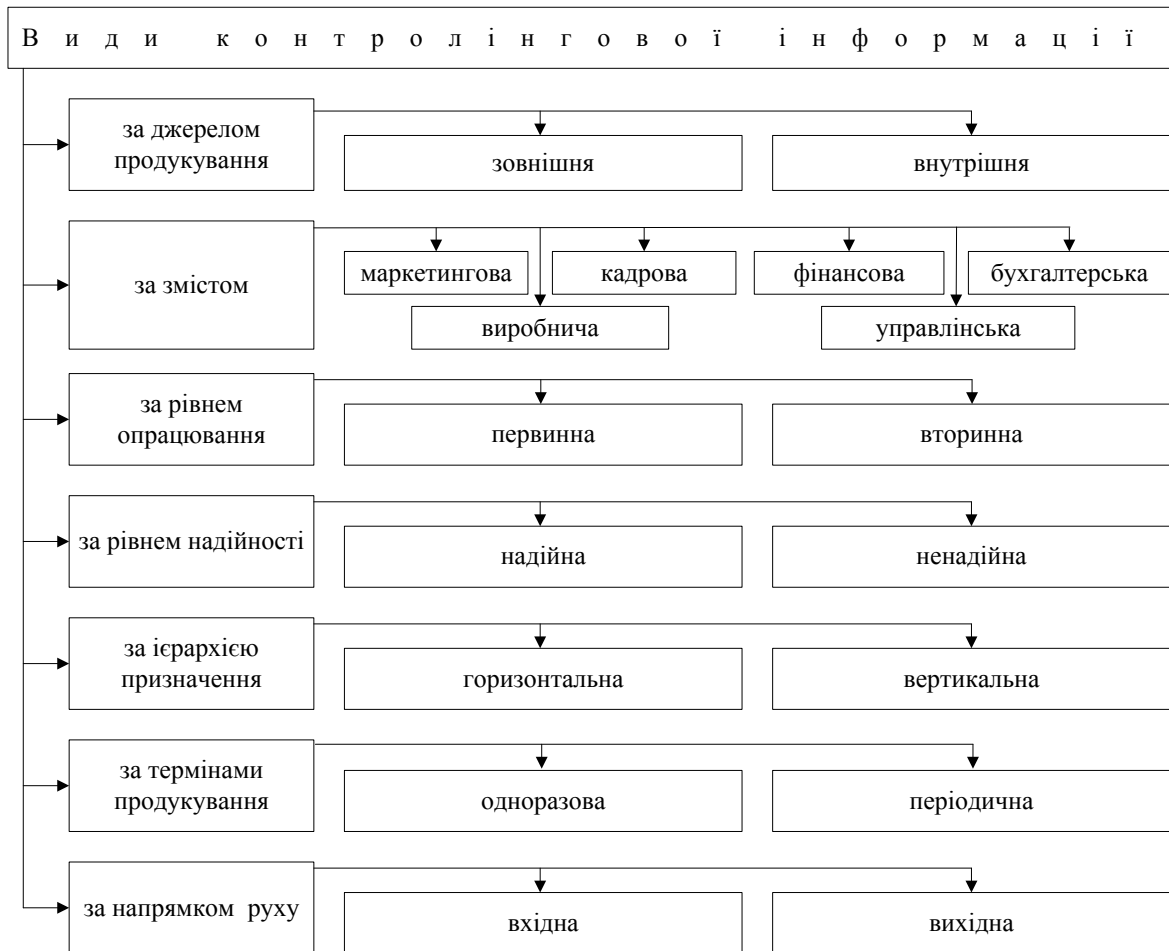 Види контролінгової інформації
за джерелом
продукування
зовнішня
внутрішня
за змістом
маркетингова
кадрова
фінансова
бухгалтерська
виробнича
управлінська
за рівнем
опрацювання
первинна
вторинна
за рівнем надійності
надійна
ненадійна
за ієрархією
призначення
горизонтальна
вертикальна
за термінами
продукування
одноразова
періодична
за напрямком руху
вхідна
вихідна